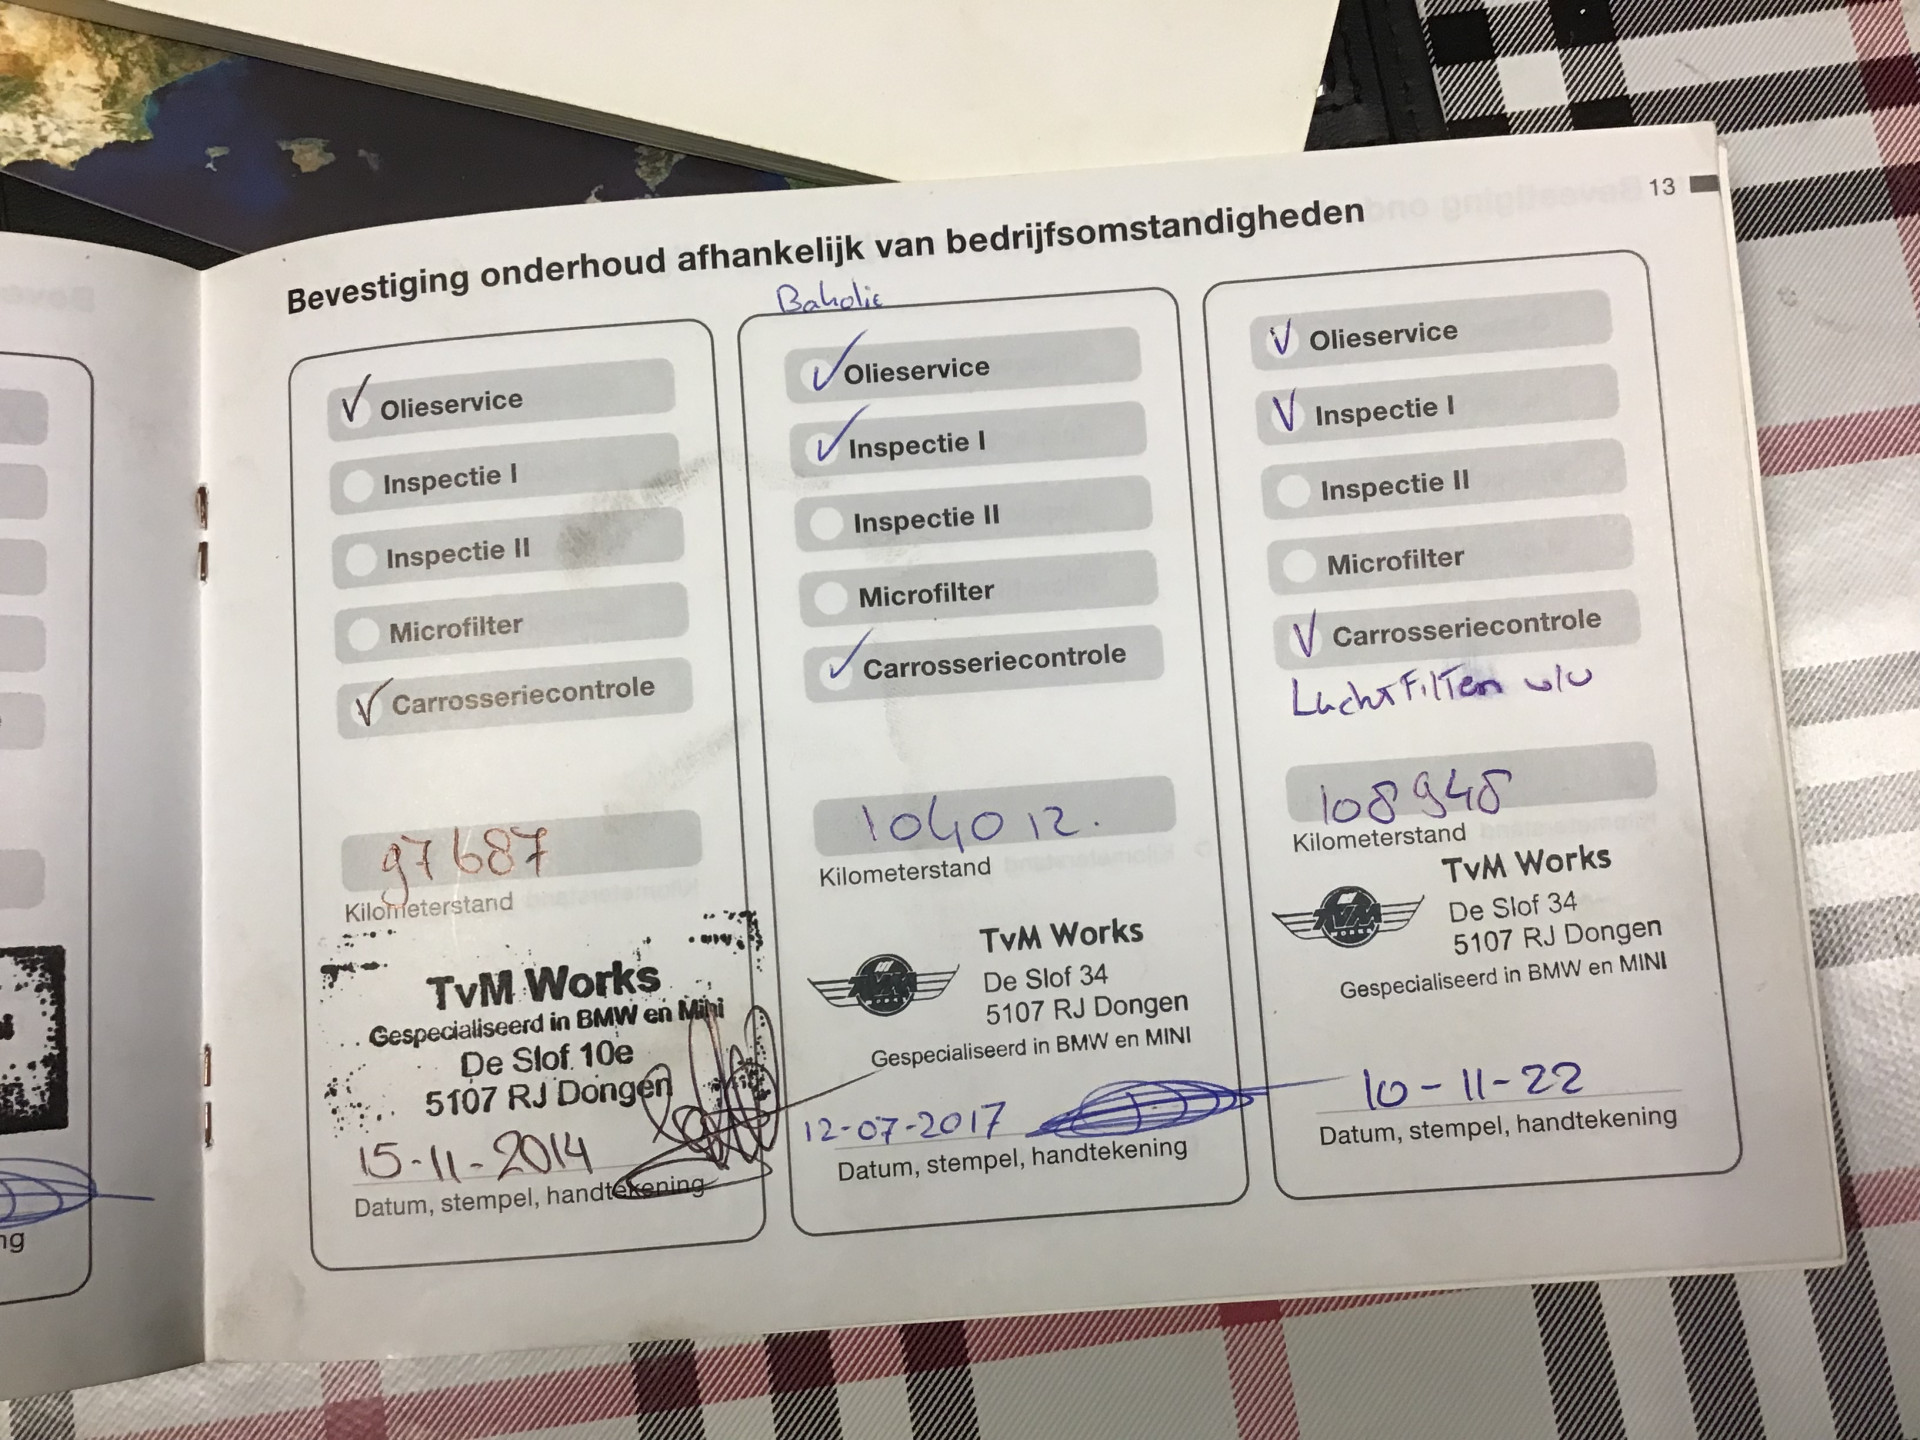 13
Bevestiging onderhoud afhankelijk van bedrijfsomstandigheden
Olieservice
Inspectie I
Inspectie II
Microfilter
Carrosseriecontrole
97687
Kilometerstand
TvM Works
Gespecialiseerd in BMW en Mini
De Slof 10e
5107 RJ Dongen
15-11-2014
Datum, stempel, handtekening
Olieservice
Inspectie I
Inspectie II
Microfilter
Carrosseriecontrole
104012.
Kilometerstand
TvM Works
De Slof 34
5107 RJ Dongen
Gespecialiseerd in BMW en MINI
12-07-2017
Datum, stempel, handtekening
Olieservice
Inspectie I
Inspectie II
Microfilter
Carrosseriecontrole
LuchtFilter
108948
Kilometerstand
TvM Works
De Slof 34
5107 RJ Dongen
Gespecialiseerd in BMW en MINI
10-11-22
Datum, stempel, handtekening